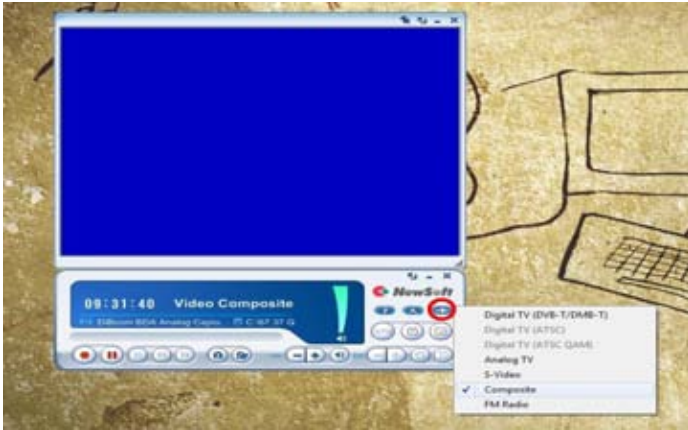 09:31:40 Video Composite
NewSoft
Digital TV (DVB-T/DMB-T)
Digital TV (ATSC)
Digital TV (ATSC QAM)
Analog TV
S-Video
✓ Composite
FM Radio